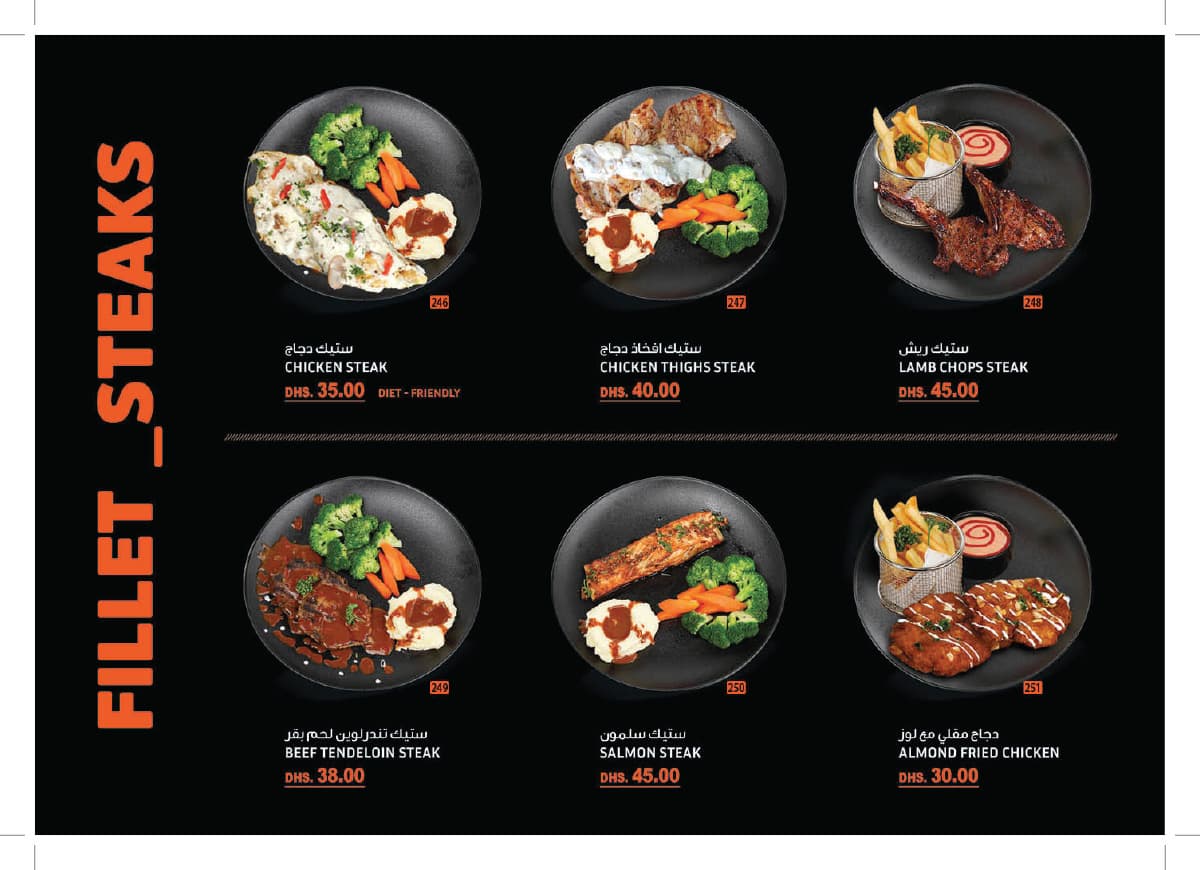 FILLET _STEAKS
246
ستيك دجاج
CHICKEN STEAK
DHS. 35.00 DIET - FRIENDLY
247
ستيك افخاذ دجاج
CHICKEN THIGHS STEAK
DHS. 40.00
248
ستيك ريش
LAMB CHOPS STEAK
DHS. 45.00
249
ستيك تندرلوين لحم بقر
BEEF TENDELOIN STEAK
DHS. 38.00
250
ستيك سلمون
SALMON STEAK
DHS. 45.00
251
دجاج مقلي مع لوز
ALMOND FRIED CHICKEN
DHS. 30.00